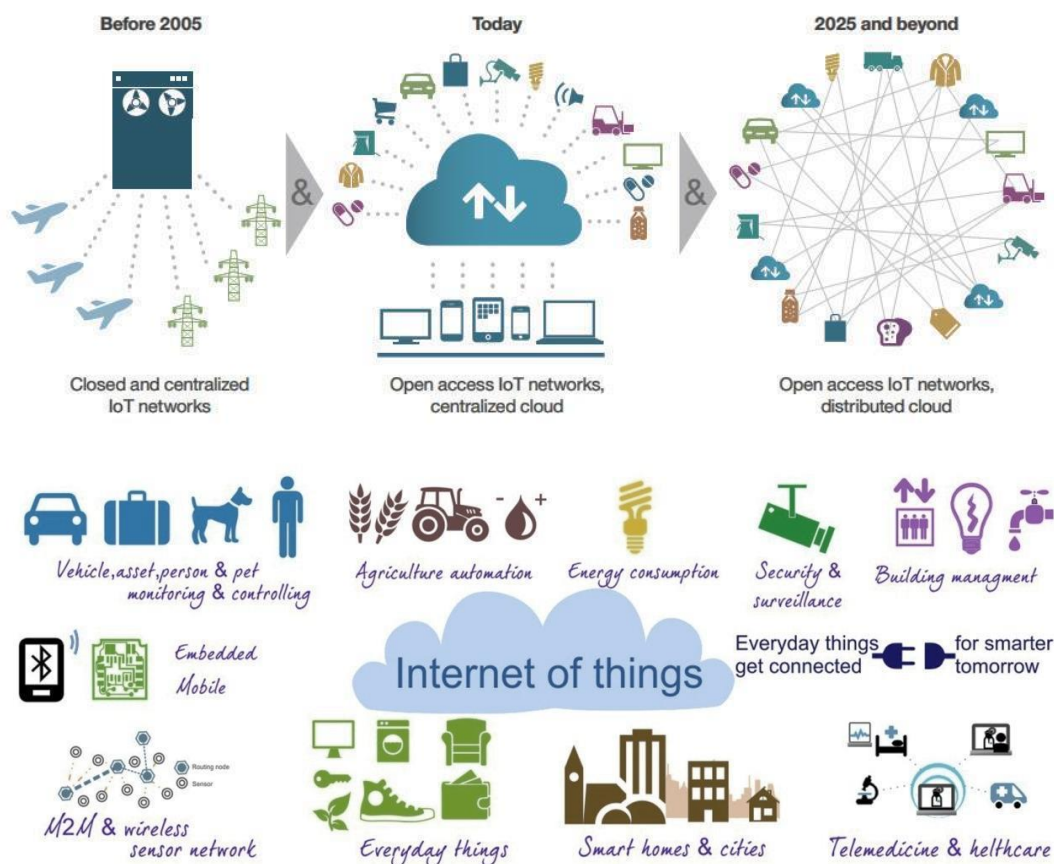 Before 2005
Today
2025 and beyond
&
&
Closed and centralized
IoT networks
Open access IoT networks,
centralized cloud
Open access IoT networks,
distributed cloud
Vehicle,asset,person & pet
monitoring & controlling
Agriculture automation
Energy consumption
Security &
surveillance
Building managment
Embedded
Mobile
Internet of things
Everyday things
get connected
for smarter
tomorrow
Routing node
Sensor
M2M & wireless
sensor network
Everyday things
Smart homes & cities
Telemedicine & helthcare